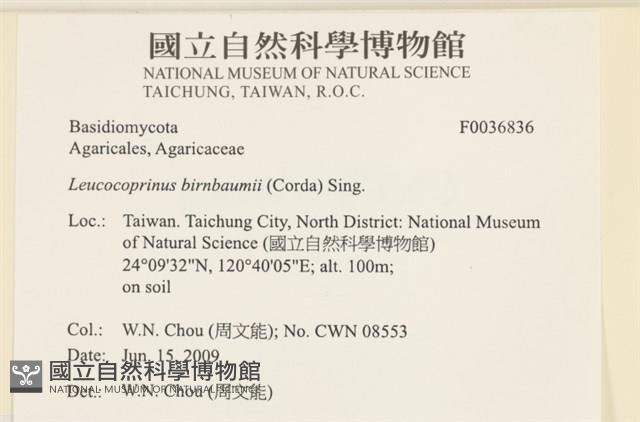 國立自然科學博物館
NATIONAL MUSEUM OF NATURAL SCIENCE
TAICHUNG, TAIWAN, R.O.C.
Basidiomycota F0036836
Agaricales, Agaricaceae
Leucocoprinus birnbaumii (Corda) Sing.
Loc.: Taiwan. Taichung City, North District: National Museum
of Natural Science (國立自然科學博物館)
24°09'32"N, 120°40'05"E; alt. 100m;
on soil
Col.: W.N. Chou (周文能); No. CWN 08553
Date: Jun. 15, 2009
國立自然科學博物館
NATIONAL MUSEUM OF NATURAL SCIENCE
Det.: W.N. Chou (周文能)